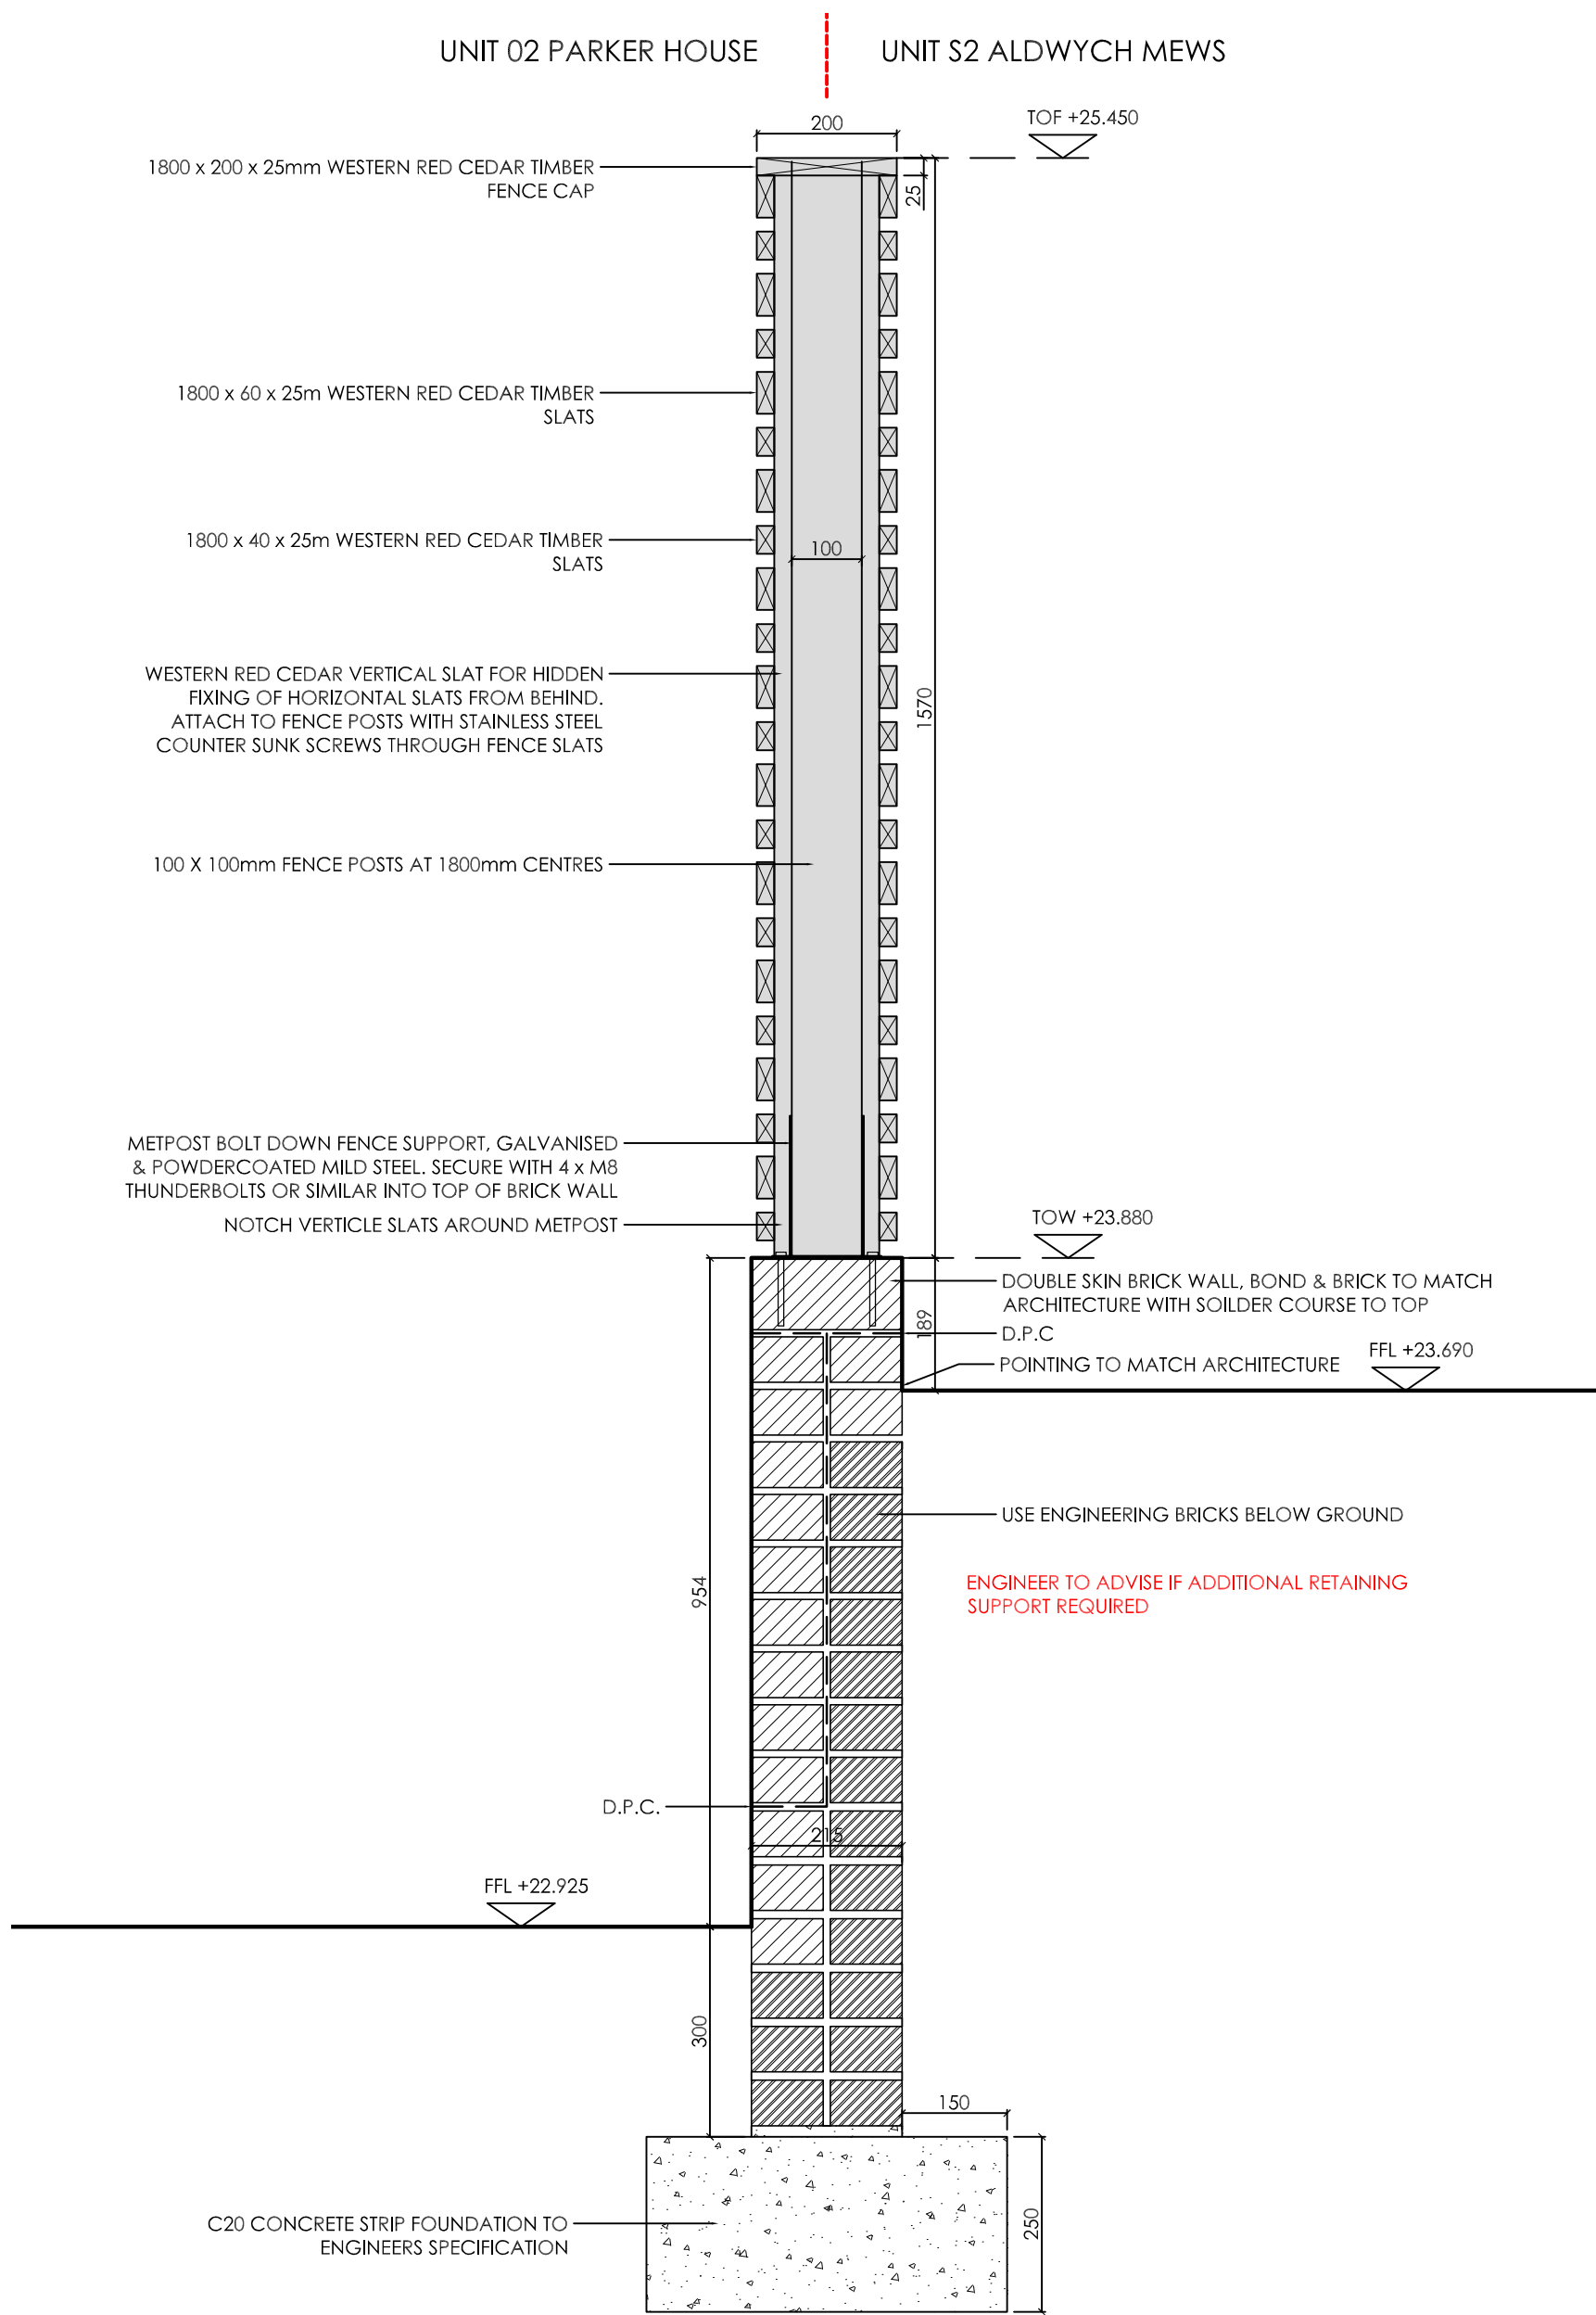 UNIT 02 PARKER HOUSE
UNIT S2 ALDWYCH MEWS
TOF +25.450
200
1800 x 200 x 25mm WESTERN RED CEDAR TIMBER
FENCE CAP
25
1800 x 60 x 25m WESTERN RED CEDAR TIMBER
SLATS
1800 x 40 x 25m WESTERN RED CEDAR TIMBER
SLATS
100
WESTERN RED CEDAR VERTICAL SLAT FOR HIDDEN
FIXING OF HORIZONTAL SLATS FROM BEHIND.
ATTACH TO FENCE POSTS WITH STAINLESS STEEL
COUNTER SUNK SCREWS THROUGH FENCE SLATS
1570
100 X 100mm FENCE POSTS AT 1800mm CENTRES
METPOST BOLT DOWN FENCE SUPPORT, GALVANISED
& POWDERCOATED MILD STEEL. SECURE WITH 4 x M8
THUNDERBOLTS OR SIMILAR INTO TOP OF BRICK WALL
NOTCH VERTICLE SLATS AROUND METPOST
TOW +23.880
DOUBLE SKIN BRICK WALL, BOND & BRICK TO MATCH
ARCHITECTURE WITH SOILDER COURSE TO TOP
189
D.P.C
POINTING TO MATCH ARCHITECTURE
FFL +23.690
USE ENGINEERING BRICKS BELOW GROUND
954
ENGINEER TO ADVISE IF ADDITIONAL RETAINING
SUPPORT REQUIRED
D.P.C.
215
FFL +22.925
300
150
C20 CONCRETE STRIP FOUNDATION TO
ENGINEERS SPECIFICATION
250